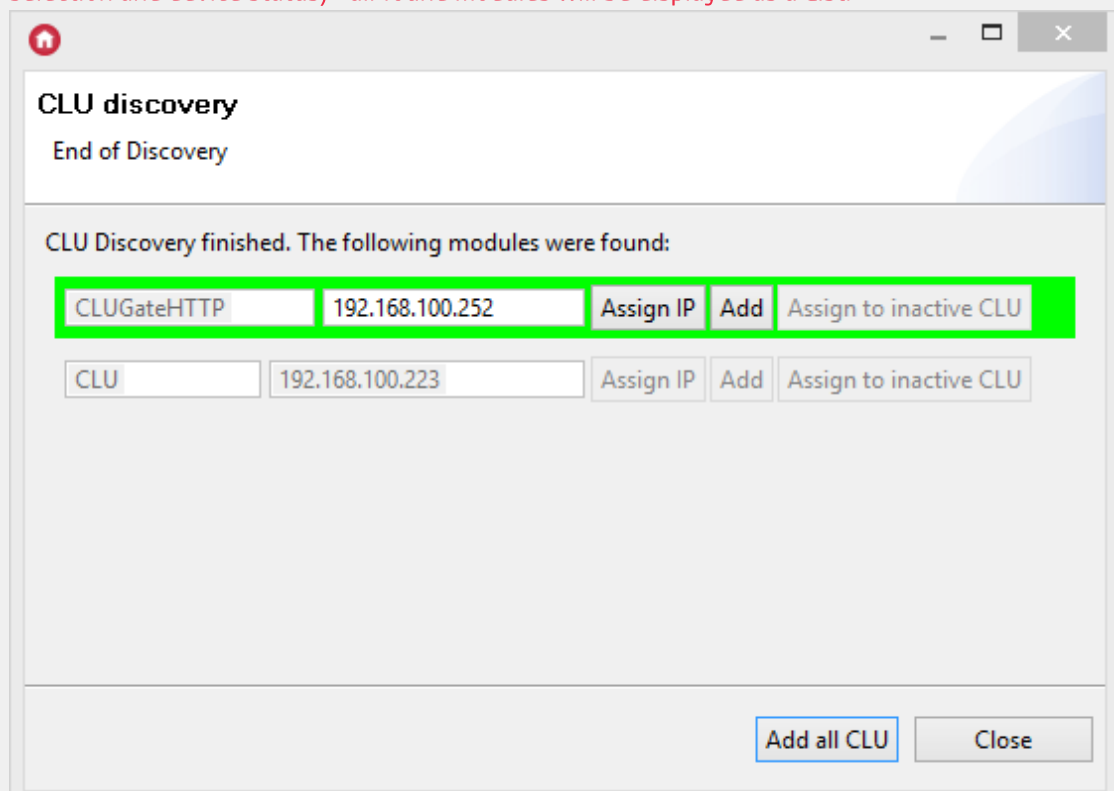 CLU discovery
End of Discovery
CLU Discovery finished. The following modules were found:
CLUGateHTTP 192.168.100.252 Assign IP Add Assign to inactive CLU
CLU 192.168.100.223 Assign IP Add Assign to inactive CLU
Add all CLU Close